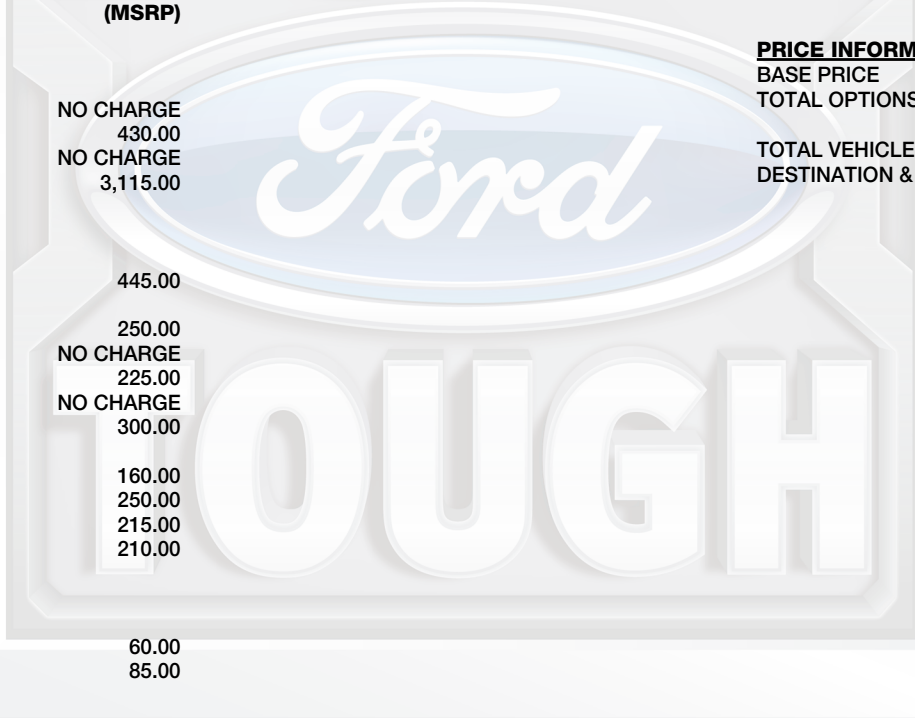 (MSRP)
PRICE INFORM
BASE PRICE
NO CHARGE
TOTAL OPTIONS
430.00
NO CHARGE
TOTAL VEHICLE
3,115.00
DESTINATION &
Ford
445.00
250.00
NO CHARGE
225.00
NO CHARGE
300.00
TOUGH
160.00
250.00
215.00
210.00
60.00
85.00